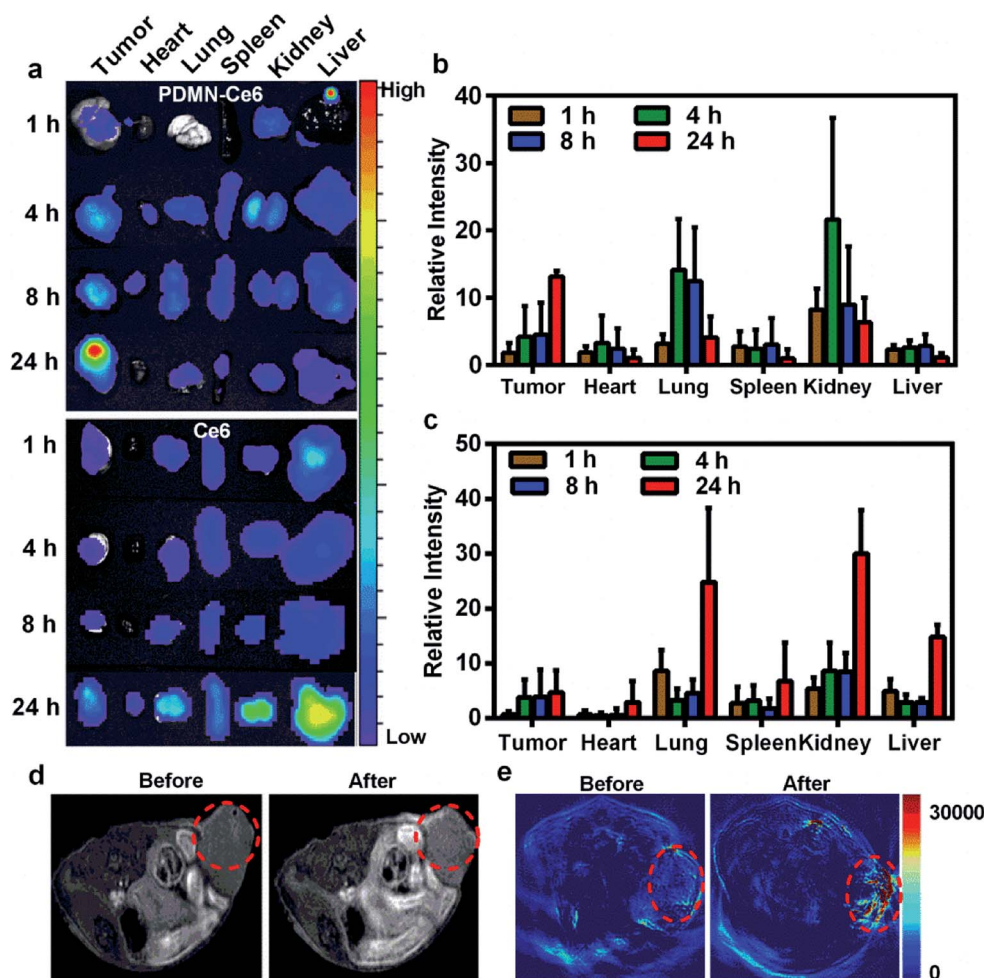 a
Tumor Heart Lung Spleen Kidney Liver
PDMN-Ce6
High
1 h
4 h
8 h
24 h
Ce6
1 h
4 h
8 h
24 h
Low
b
Relative Intensity
40
30
20
10
0
1 h 4 h
8 h 24 h
Tumor Heart Lung Spleen Kidney Liver
c
Relative Intensity
50
40
30
20
10
0
1 h 4 h
8 h 24 h
Tumor Heart Lung Spleen Kidney Liver
d
Before After
e
Before After
30000
0